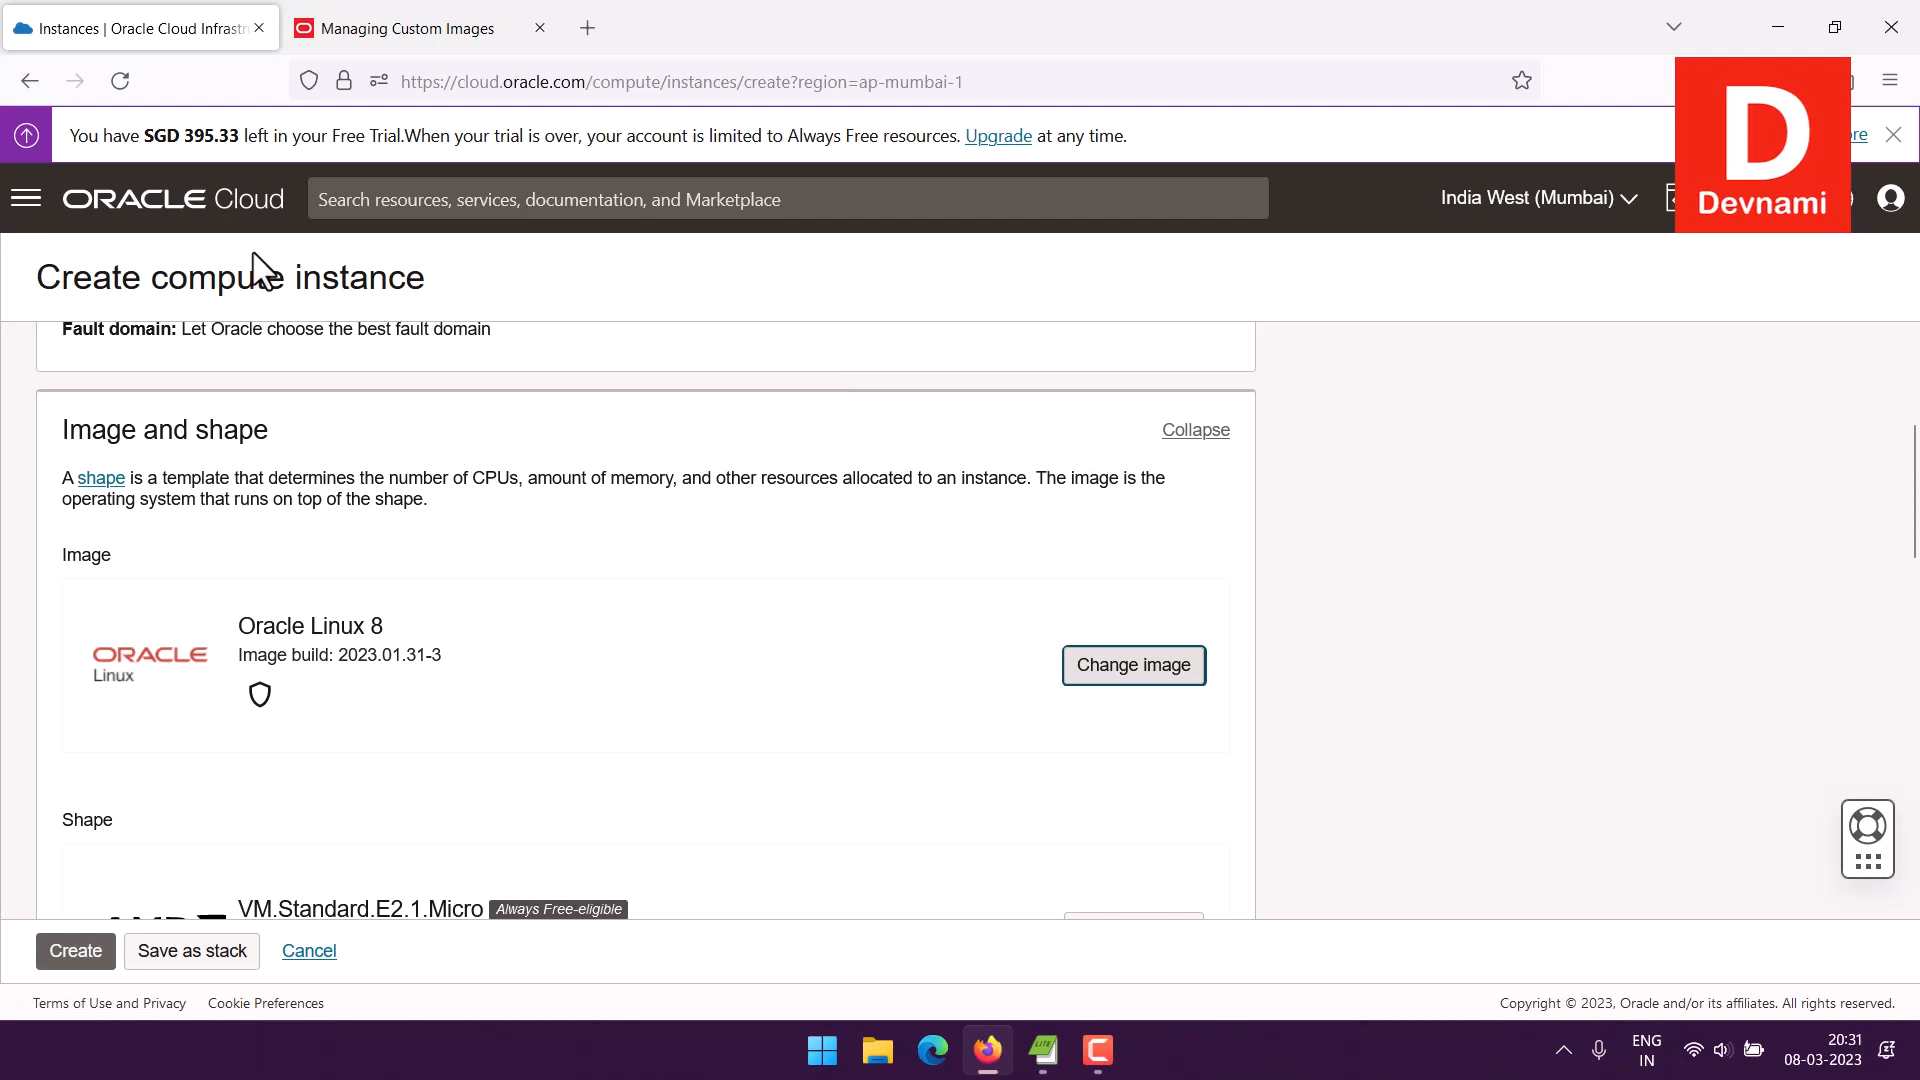 Instances | Oracle Cloud Infrastr
Managing Custom Images
https://cloud.oracle.com/compute/instances/create?region=ap-mumbai-1
You have SGD 395.33 left in your Free Trial.When your trial is over, your account is limited to Always Free resources. Upgrade at any time.
re
D
Devnami
ORACLE Cloud
Search resources, services, documentation, and Marketplace
India West (Mumbai)
Create compute instance
Fault domain: Let Oracle choose the best fault domain
Image and shape
Collapse
A shape is a template that determines the number of CPUs, amount of memory, and other resources allocated to an instance. The image is the
operating system that runs on top of the shape.
Image
ORACLE
Linux
Oracle Linux 8
Image build: 2023.01.31-3
Change image
Shape
VM.Standard.E2.1.Micro Always Free-eligible
Create
Save as stack
Cancel
Terms of Use and Privacy
Cookie Preferences
Copyright © 2023, Oracle and/or its affiliates. All rights reserved.
LITE
ENG
IN
20:31
08-03-2023